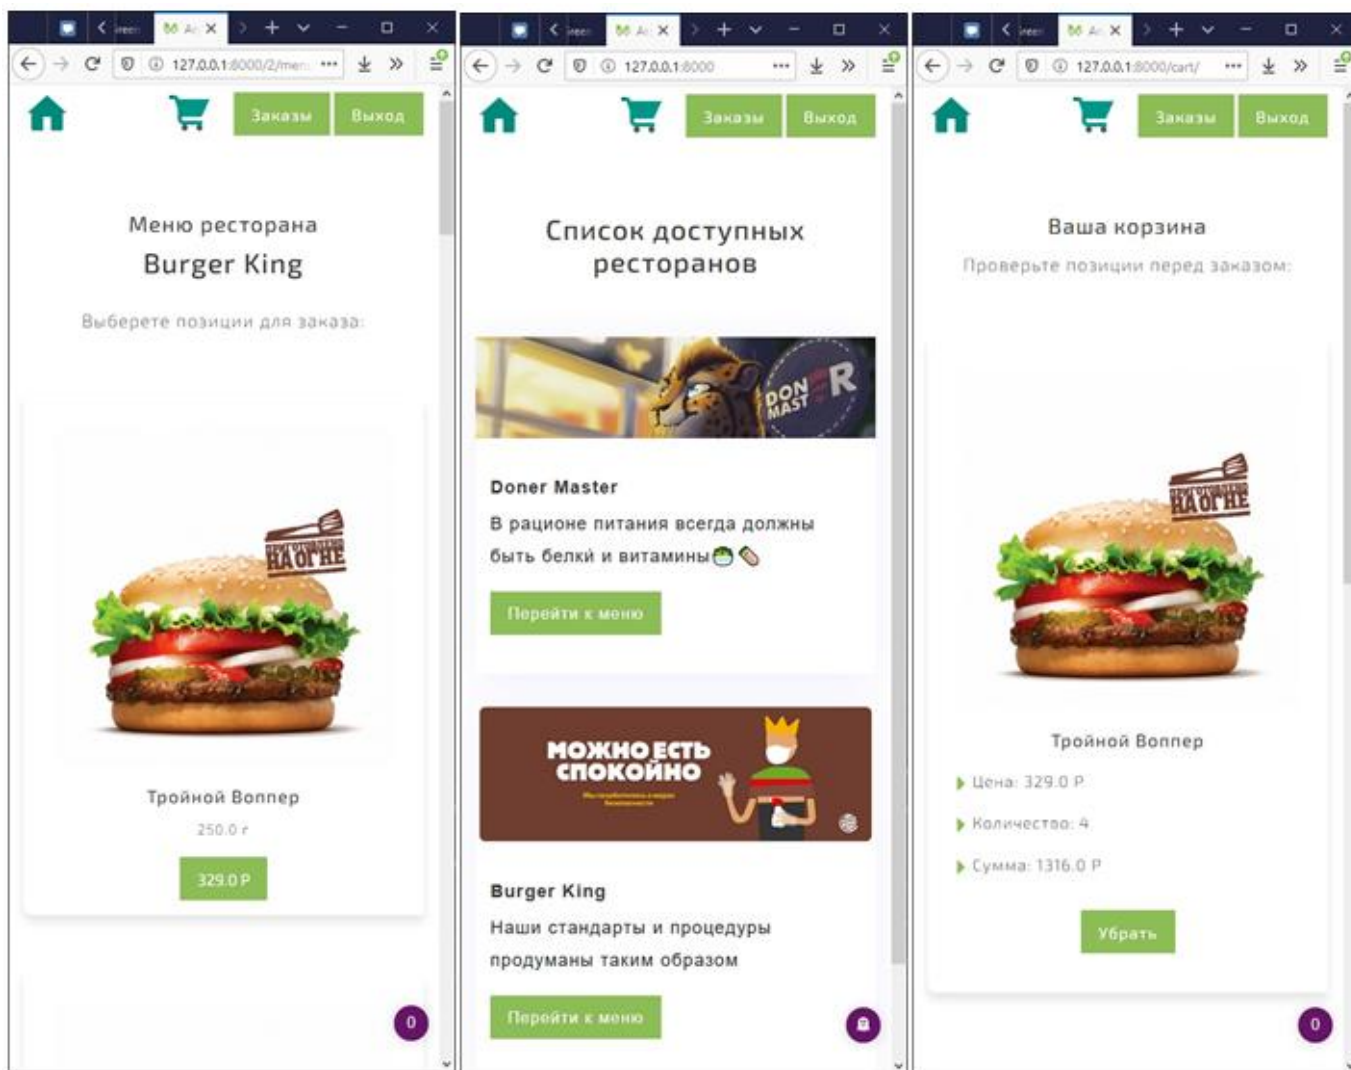 127.0.0.1:8000/2/men
Заказы
Выход
Меню ресторана
Burger King
Выберете позиции для заказа:
ПРИГОТОВЛЕНО
НА ОГНЕ
Тройной Воппер
250.0 г
329.0 Р
0
127.0.0.1:8000
Заказы
Выход
Список доступных
ресторанов
DONER
MAST
R
Doner Master
В рационе питания всегда должны
быть белки́ и витамины
Перейти к меню
МОЖНО ЕСТЬ
СПОКОЙНО
Burger King
Наши стандарты и процедуры
продуманы таким образом
Перейти к меню
127.0.0.1:8000/cart/
Заказы
Выход
Ваша корзина
Проверьте позиции перед заказом:
ПРИГОТОВЛЕНО
НА ОГНЕ
Тройной Воппер
Цена: 329.0 Р
Количество: 4
Сумма: 1316.0 Р
Убрать
0